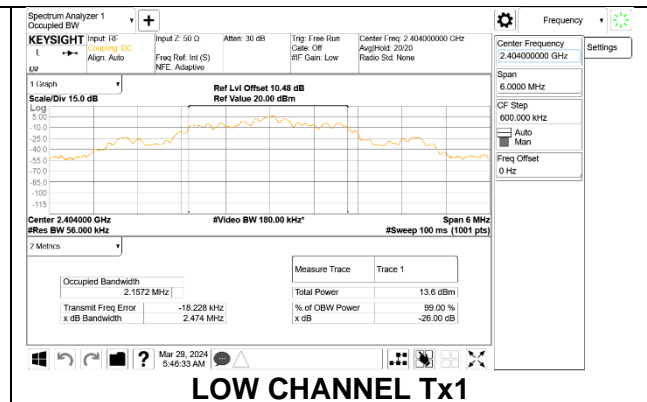 Spectrum Analyzer 1
Occupied BW
Frequency
KEYSIGHT Input: RF Input Z: 50 Ω Atten: 30 dB Trig: Free Run Center Freq: 2.404000000 GHz
L Coupling: DC Gate: Off Avg|Hold: 20/20
Align: Auto Freq Ref: Int (S) #IF Gain: Low Radio Std: None
NFE: Adaptive
Center Frequency Settings
2.404000000 GHz
Span
6.0000 MHz
CF Step
600.000 kHz
Auto
Man
Freq Offset
0 Hz
1 Graph Ref Lvl Offset 10.48 dB
Scale/Div 15.0 dB Ref Value 20.00 dBm
Log
5.00
-10.0
-25.0
-40.0
-55.0
-70.0
-85.0
-100
-115
Center 2.404000 GHz #Video BW 180.00 kHz* Span 6 MHz
#Res BW 56.000 kHz #Sweep 100 ms (1001 pts)
2 Metrics
Measure Trace Trace 1
Occupied Bandwidth
2.1572 MHz Total Power 13.6 dBm
Transmit Freq Error -18.228 kHz % of OBW Power 99.00 %
x dB Bandwidth 2.474 MHz x dB -26.00 dB
? Mar 29, 2024
5:46:33 AM
LOW CHANNEL Tx1